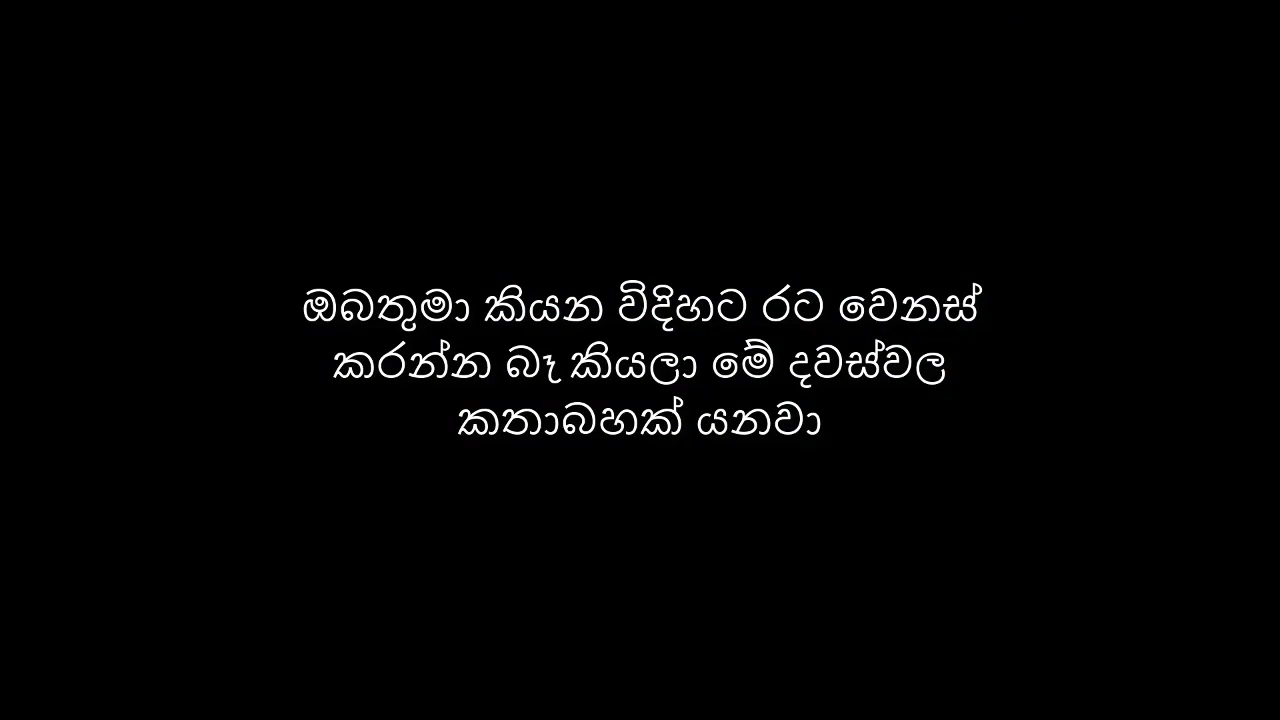 ඔබතුමා කියන විදිහට රට වෙනස්
කරන්න බෑ කියලා මේ දවස්වල
කතාබහක් යනවා